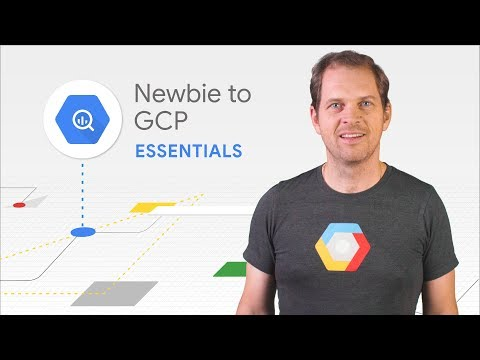 Newbie to
GCP
ESSENTIALS